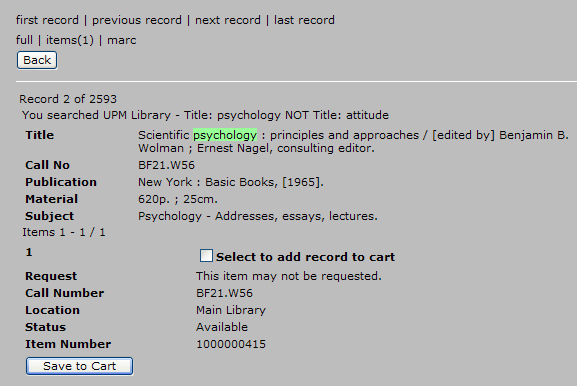 first record | previous record | next record | last record
full | items(1) | marc
Back
Record 2 of 2593
You searched UPM Library - Title: psychology NOT Title: attitude
Title Scientific psychology : principles and approaches / [edited by] Benjamin B.
Wolman ; Ernest Nagel, consulting editor.
Call No BF21.W56
Publication New York : Basic Books, [1965].
Material 620p. ; 25cm.
Subject Psychology - Addresses, essays, lectures.
Items 1 - 1 / 1
1 Select to add record to cart
Request This item may not be requested.
Call Number BF21.W56
Location Main Library
Status Available
Item Number 1000000415
Save to Cart